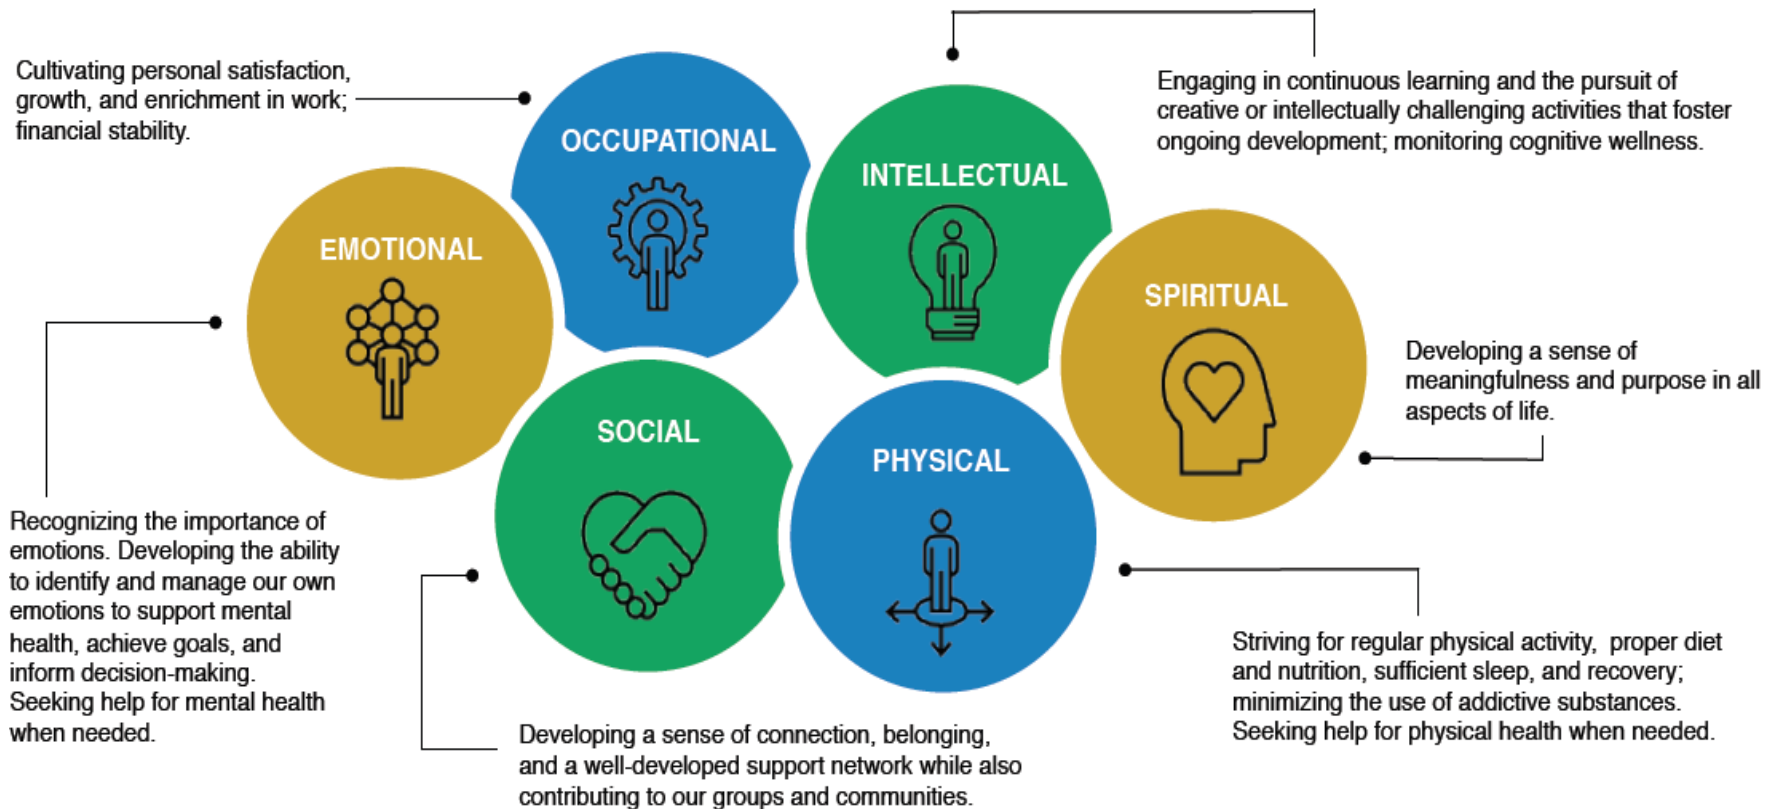 Cultivating personal satisfaction,
growth, and enrichment in work;
financial stability.
OCCUPATIONAL
INTELLECTUAL
Engaging in continuous learning and the pursuit of
creative or intellectually challenging activities that foster
ongoing development; monitoring cognitive wellness.
EMOTIONAL
SPIRITUAL
Developing a sense of
meaningfulness and purpose in all
aspects of life.
SOCIAL
PHYSICAL
Recognizing the importance of
emotions. Developing the ability
to identify and manage our own
emotions to support mental
health, achieve goals, and
inform decision-making.
Seeking help for mental health
when needed.
Developing a sense of connection, belonging,
and a well-developed support network while also
contributing to our groups and communities.
Striving for regular physical activity, proper diet
and nutrition, sufficient sleep, and recovery;
minimizing the use of addictive substances.
Seeking help for physical health when needed.